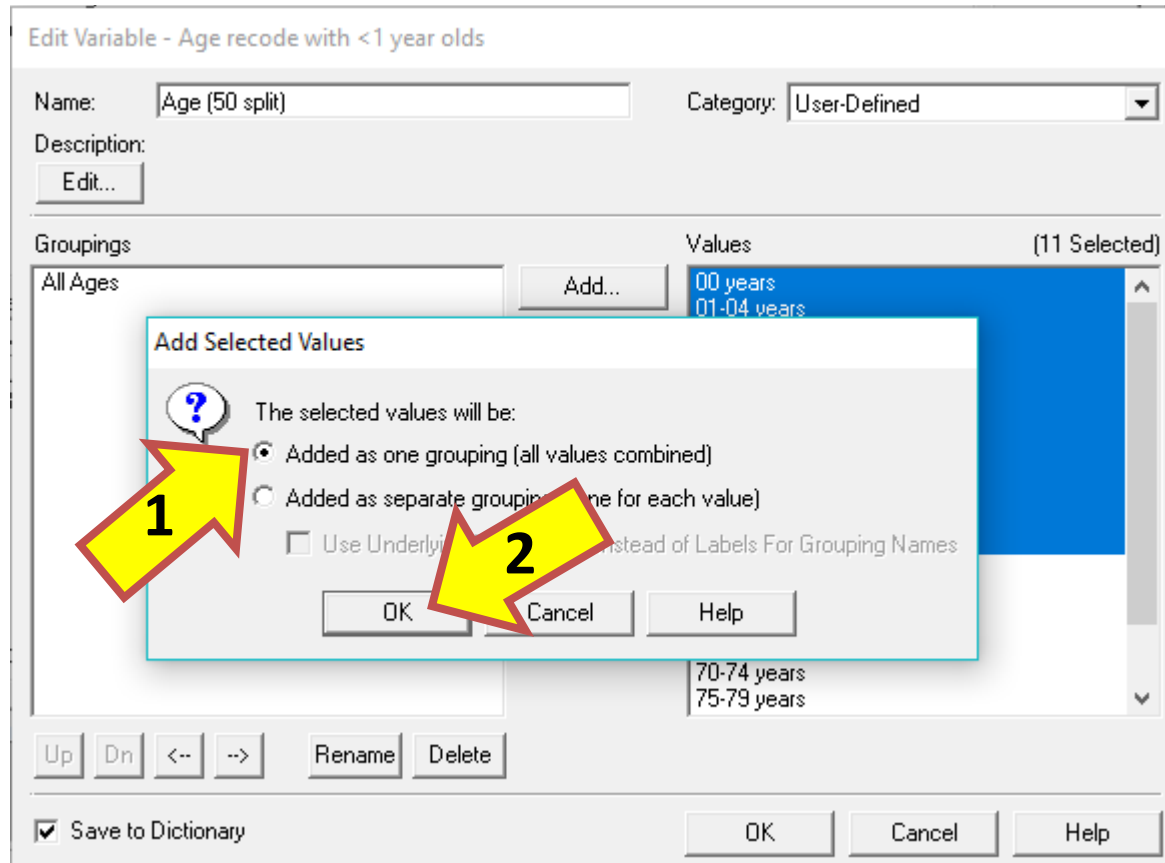 Edit Variable - Age recode with <1 year olds
Name: Age (50 split) Category: User-Defined
Description:
Edit...
Groupings Values (11 Selected)
All Ages Add... 00 years
01-04 years
Add Selected Values
The selected values will be:
Added as one grouping (all values combined)
1 Added as separate for each value)
Use 2 of Labels For Grouping Names
OK Cancel Help
70-74 years
75-79 years
Up Dn <-- --> Rename Delete
Save to Dictionary OK Cancel Help